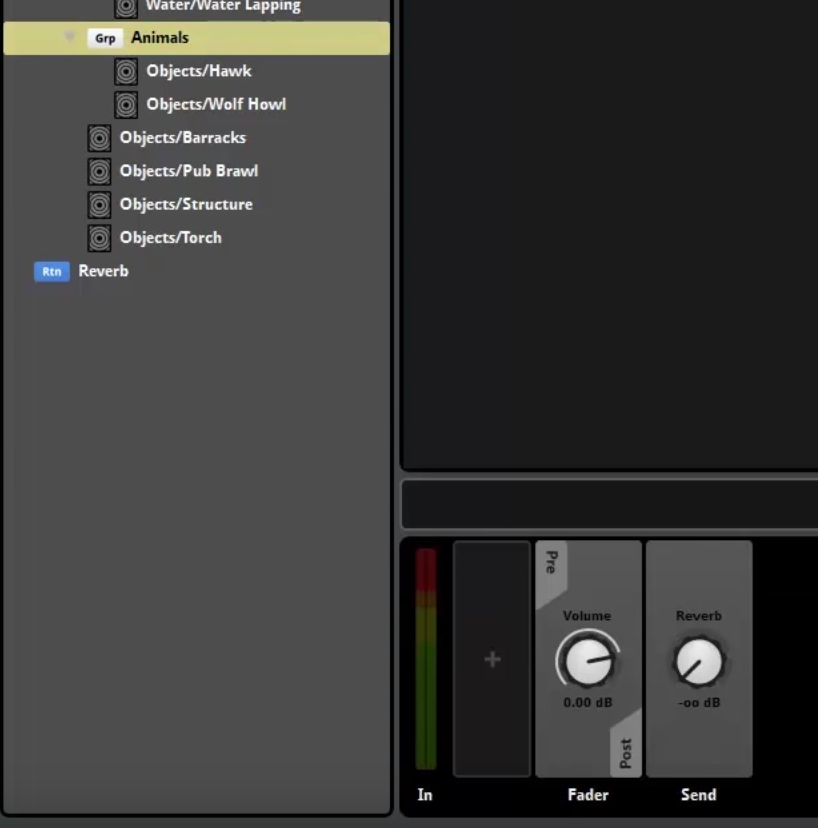 Water/Water Lapping
Grp Animals
Objects/Hawk
Objects/Wolf Howl
Objects/Barracks
Objects/Pub Brawl
Objects/Structure
Objects/Torch
Rtn Reverb
Pre
Volume
0.00 dB
Post
Reverb
-oo dB
In
Fader
Send